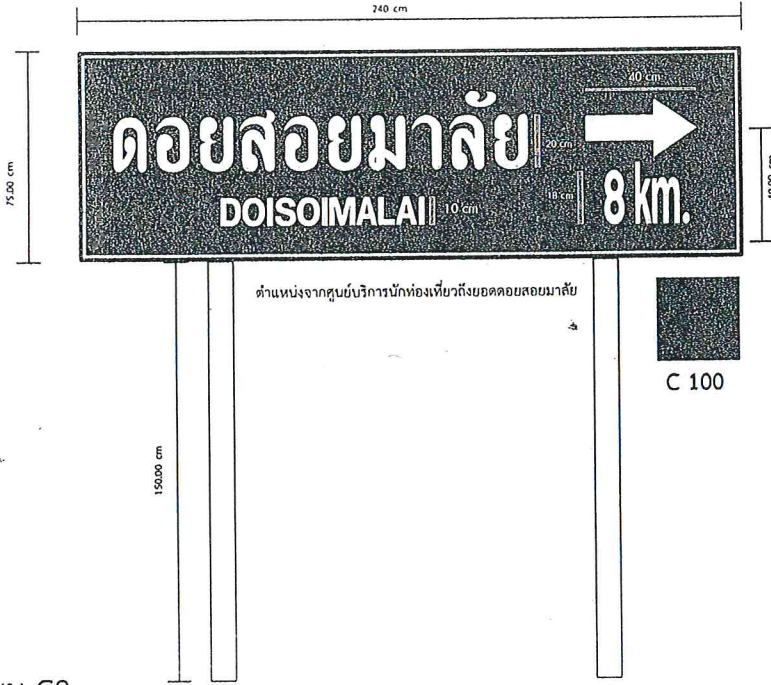 240 cm
75.00 cm
40 cm
ดอยสอยมาลัย
20 cm
DOISOIMALAI
10 cm
18 cm
8 km.
ตำแหน่งจากศูนย์บริการนักท่องเที่ยวถึงยอดดอยสอยมาลัย
C 100
150.00 cm